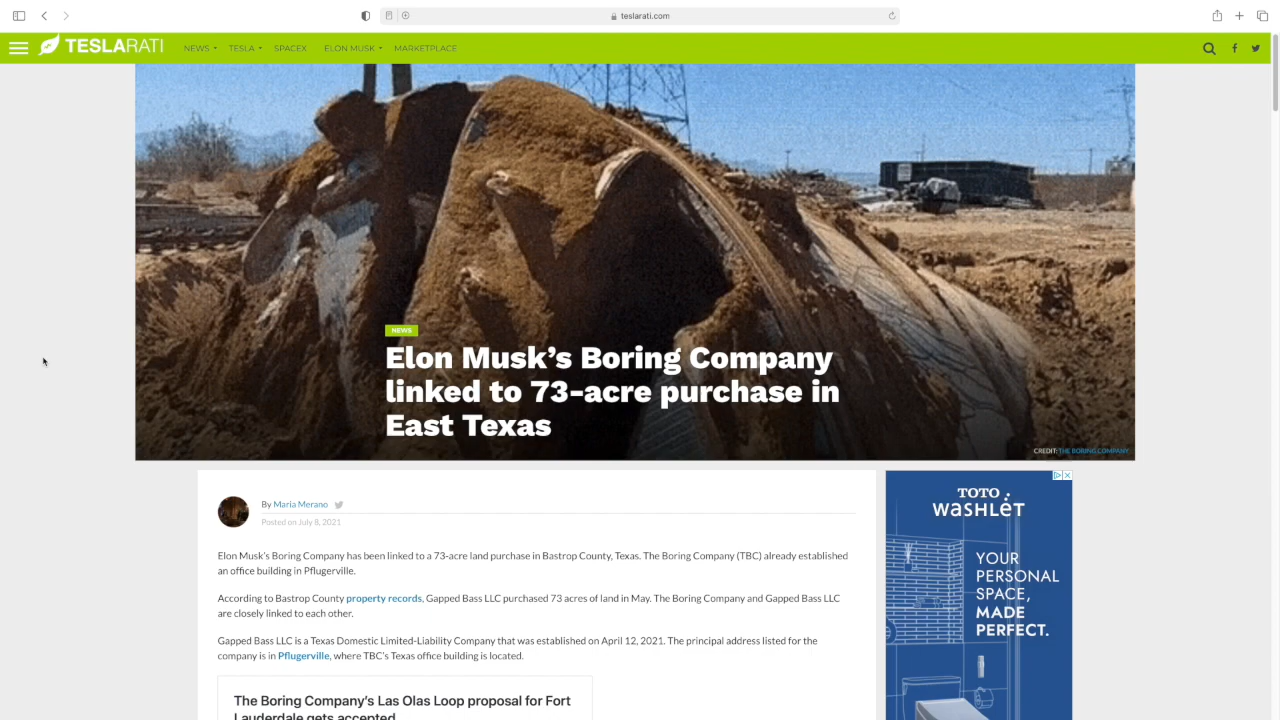 teslarati.com
TESLARATI
NEWS
TESLA
SPACEX
ELON MUSK
MARKETPLACE
NEWS
Elon Musk's Boring Company
linked to 73-acre purchase in
East Texas
CREDIT: THE BORING COMPANY
By Maria Merano
Posted on July 8, 2021
Elon Musk's Boring Company has been linked to a 73-acre land purchase in Bastrop County, Texas. The Boring Company (TBC) already established
an office building in Pflugerville.
According to Bastrop County property records, Gapped Bass LLC purchased 73 acres of land in May. The Boring Company and Gapped Bass LLC
are loosely linked to each other.
Gapped Bass LLC is a Texas Domestic Limited-Liability Company that was established on April 12, 2021. The principal address listed for the
company is in Pflugerville, where TBC's Texas office building is located.
The Boring Company's Las Olas Loop proposal for Fort
Lauderdale gets accepted
TOTO
WASHLET
YOUR
PERSONAL
SPACE,
MADE
PERFECT.